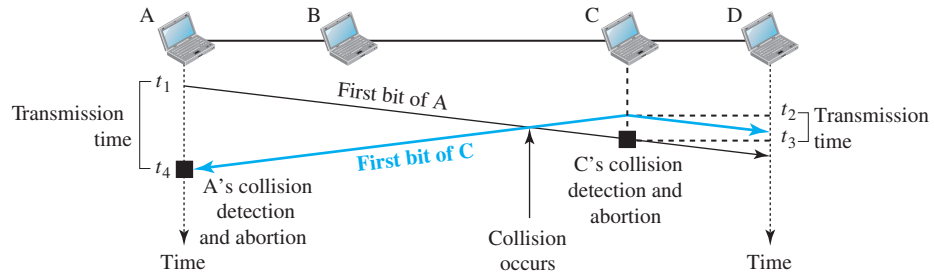 A
B
C
D
t1
First bit of A
Transmission
time
t2
Transmission
t3
time
First bit of C
t4
A's collision
detection
and abortion
C's collision
detection and
abortion
Collision
occurs
Time
Time